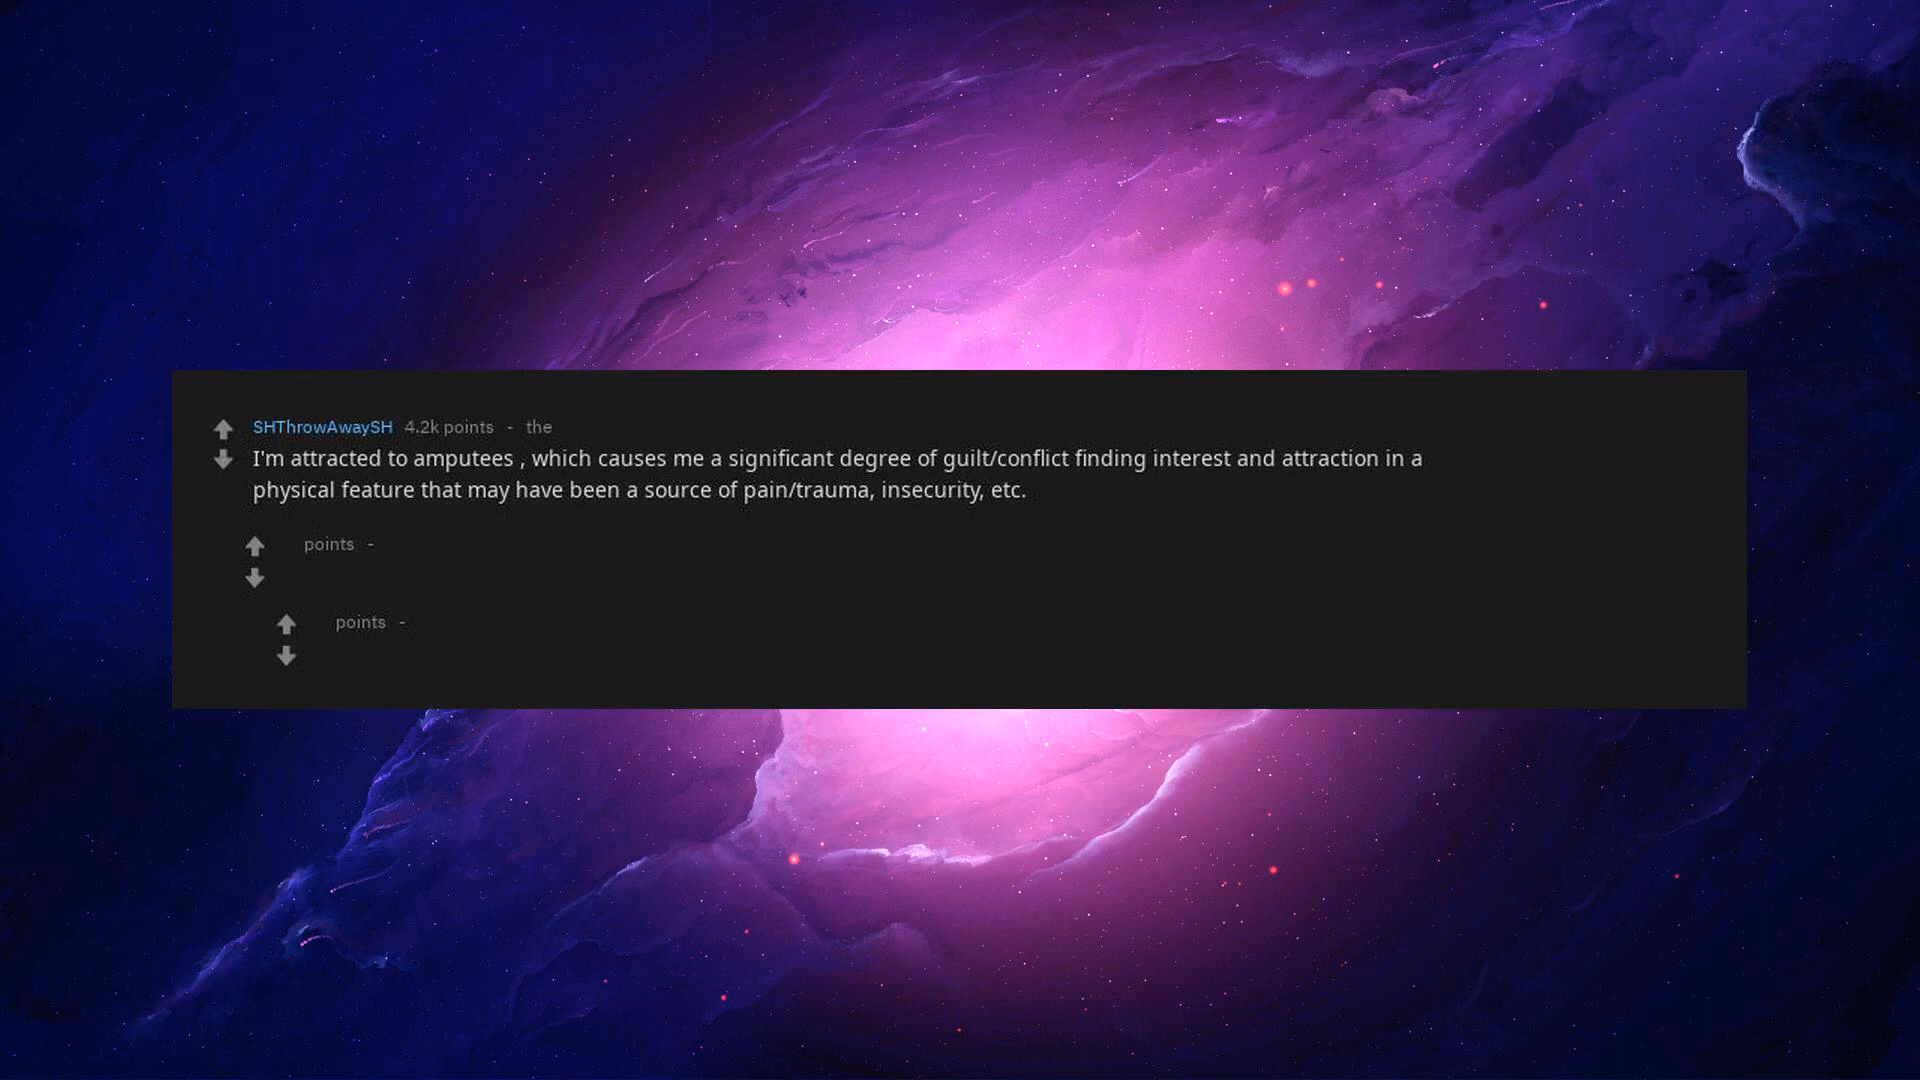 SHThrowAwaySH 4.2k points - the
I'm attracted to amputees , which causes me a significant degree of guilt/conflict finding interest and attraction in a
physical feature that may have been a source of pain/trauma, insecurity, etc.
points -
points -